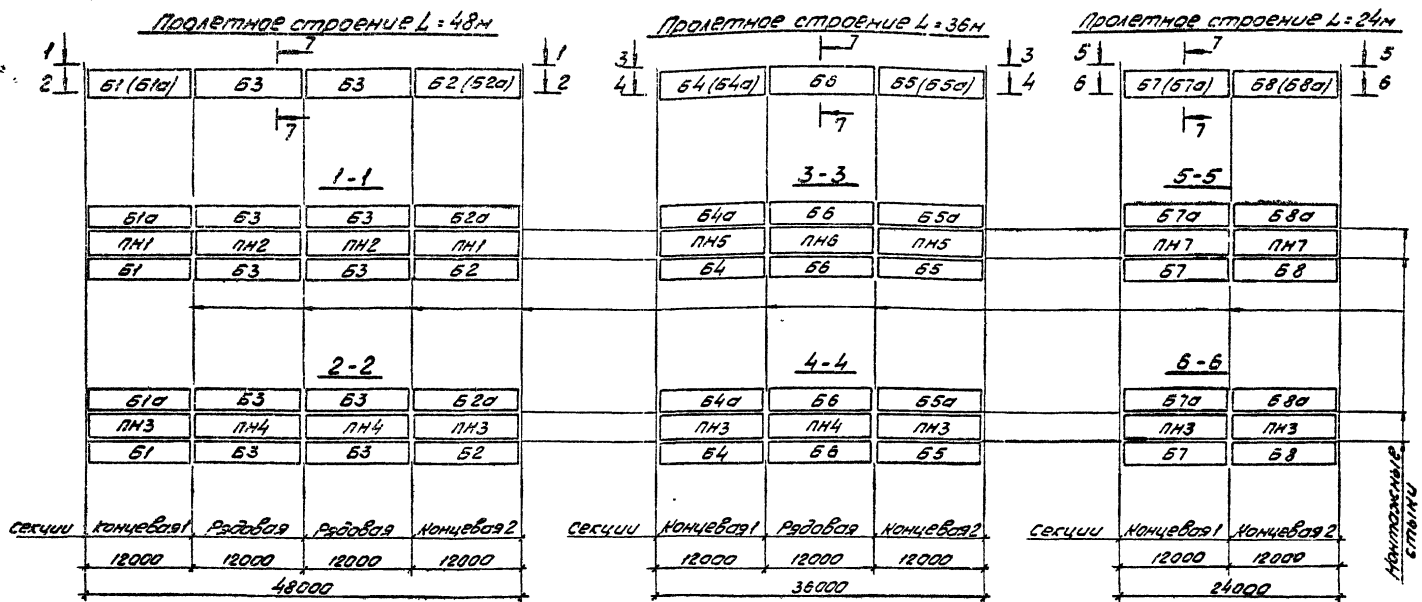 Пролетное строение L=48м
Пролетное строение L=36м
Пролетное строение L=24м
1 7 1
2 Б1(Б1а) Б3 Б3 Б2(Б2а) 2
7
3 7 3
4 Б4(Б4а) Б6 Б5(Б5а) 4
7
5 7 5
6 Б7(Б7а) Б8(Б8а) 6
7
1-1
Б1а Б3 Б3 Б2а
ПН1 ПН2 ПН2 ПН1
Б1 Б3 Б3 Б2
3-3
Б4а Б6 Б5а
ПН5 ПН6 ПН5
Б4 Б6 Б5
5-5
Б7а Б8а
ПН7 ПН7
Б7 Б8
2-2
Б1а Б3 Б3 Б2а
ПН3 ПН4 ПН4 ПН3
Б1 Б3 Б3 Б2
4-4
Б4а Б6 Б5а
ПН3 ПН4 ПН3
Б4 Б6 Б5
6-6
Б7а Б8а
ПН3 ПН3
Б7 Б8
Монтажные
стыки
секции Концевая1 Рядовая Рядовая Концевая2
12000 12000 12000 12000
48000
секции Концевая1 Рядовая Концевая2
12000 12000 12000
36000
секции Концевая1 Концевая2
12000 12000
24000